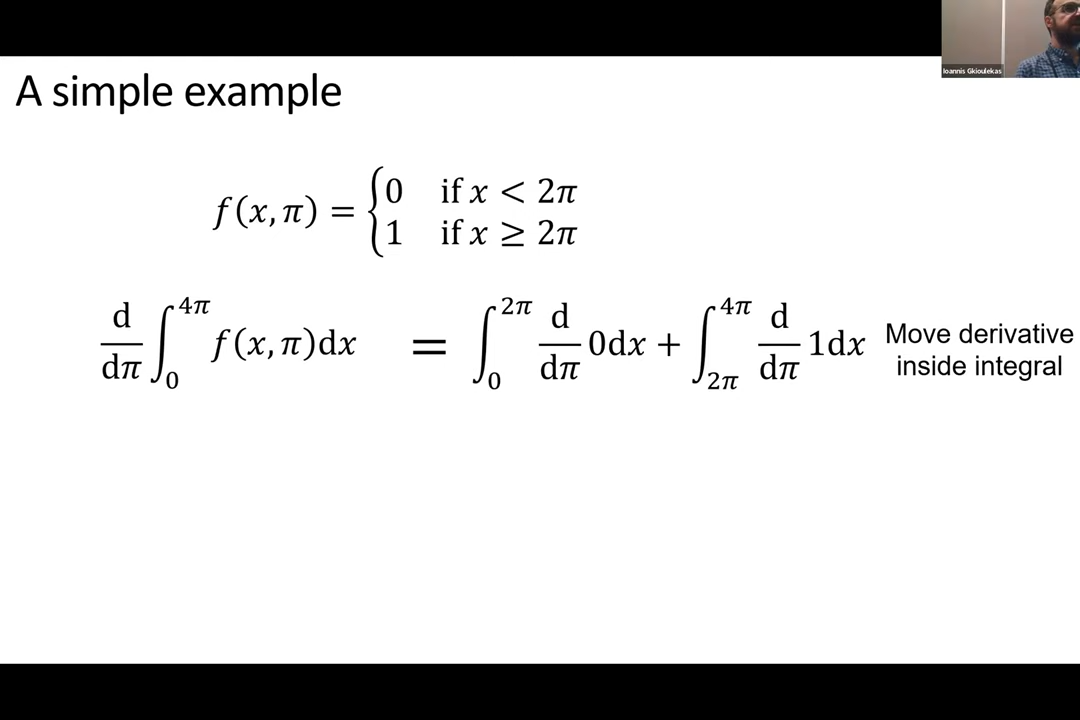 Ioannis Gkioulekas
A simple example
f(x, π) = {0 if x < 2π
1 if x ≥ 2π
d/dπ ∫₀^{4π} f(x, π)dx = ∫₀^{2π} d/dπ 0dx + ∫_{2π}^{4π} d/dπ 1dx
Move derivative
inside integral